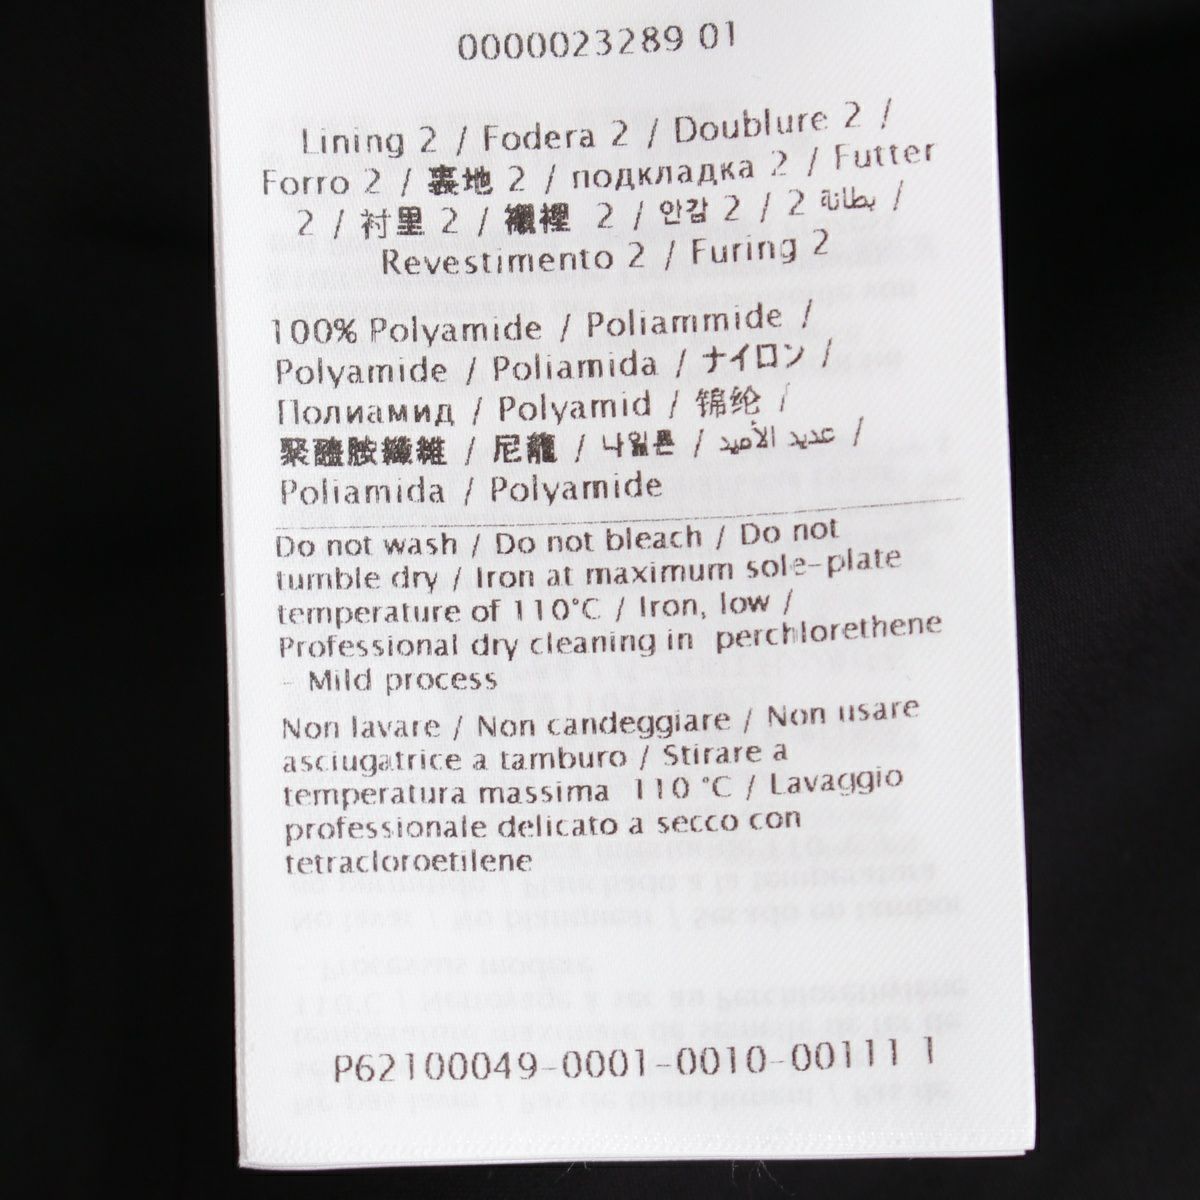 0000023289 01
Lining 2 / Fodera 2 / Doublure 2 /
Forro 2 / 裏地 2 / подкладка 2 / Futter
2 / 衬里 2 / 襯裡 2 / 안감 2 / 2 بطانة /
Revestimento 2 / Furing 2
100% Polyamide / Poliammide /
Polyamide / Poliamida / ナイロン /
Полиамид / Polyamid / 锦纶 /
聚醯胺纖維 / 尼龍 / 나일론 / عديد الأميد /
Poliamida / Polyamide
Do not wash / Do not bleach / Do not
tumble dry / Iron at maximum sole-plate
temperature of 110°C / Iron, low /
Professional dry cleaning in perchlorethene
- Mild process
Non lavare / Non candeggiare / Non usare
asciugatrice a tamburo / Stirare a
temperatura massima 110 °C / Lavaggio
professionale delicato a secco con
tetracloroetilene
P62100049-0001-0010-00111 1